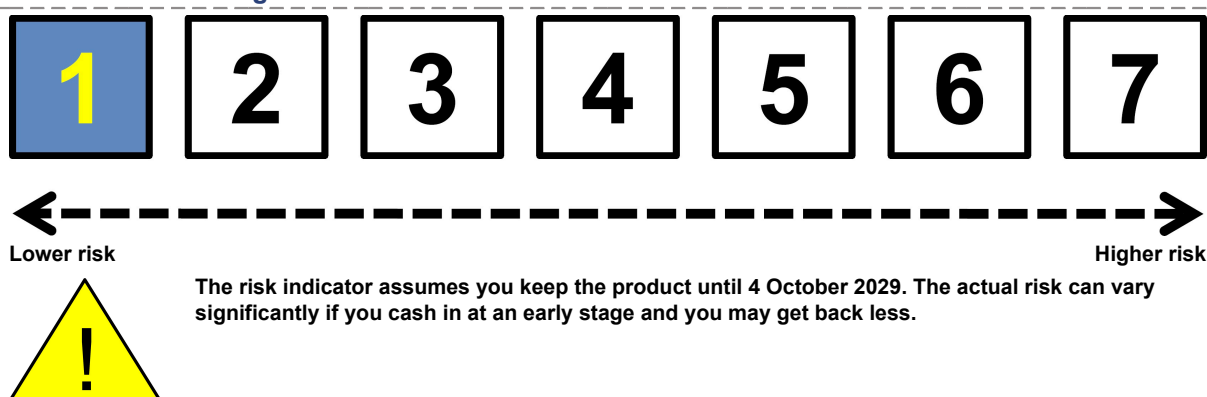 1 2 3 4 5 6 7
Lower risk Higher risk
The risk indicator assumes you keep the product until 4 October 2029. The actual risk can vary
significantly if you cash in at an early stage and you may get back less.
!